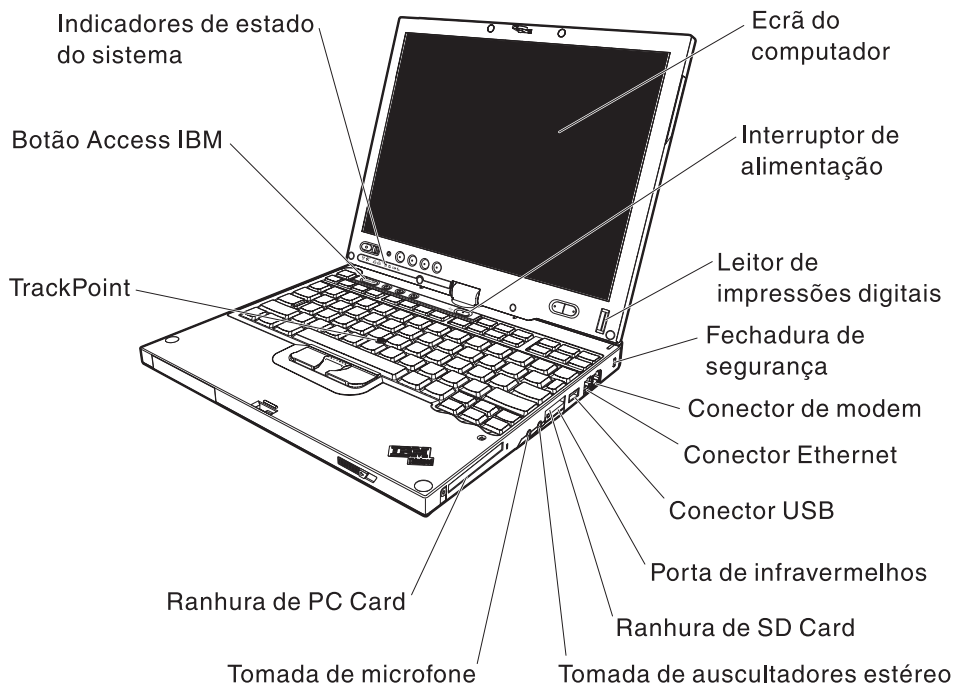 Indicadores de estado
do sistema
Ecrã do
computador
Botão Access IBM
Interruptor de
alimentação
TrackPoint
Leitor de
impressões digitais
Fechadura de
segurança
Conector de modem
Conector Ethernet
Conector USB
Porta de infravermelhos
Ranhura de PC Card
Ranhura de SD Card
Tomada de microfone
Tomada de auscultadores estéreo
IBM